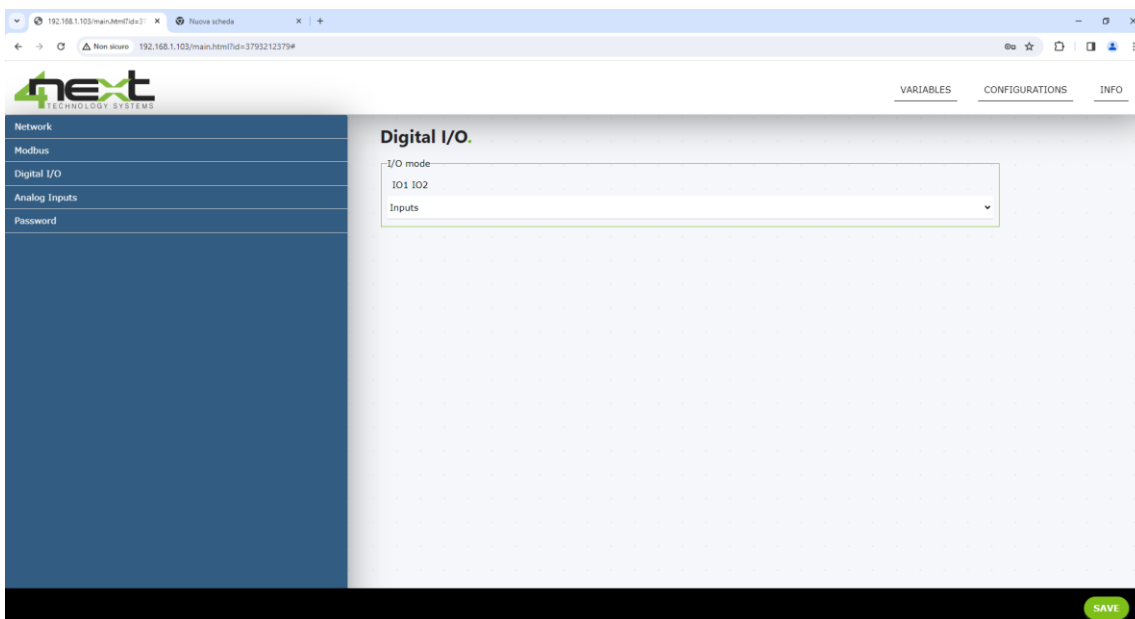 192.168.1.103/main.html?id=37
Nuova scheda
Non sicuro 192.168.1.103/main.html?id=3793212379#
4next
TECHNOLOGY SYSTEMS
VARIABLES CONFIGURATIONS INFO
Network
Modbus
Digital I/O
Analog Inputs
Password
Digital I/O.
I/O mode
IO1 IO2
Inputs
SAVE